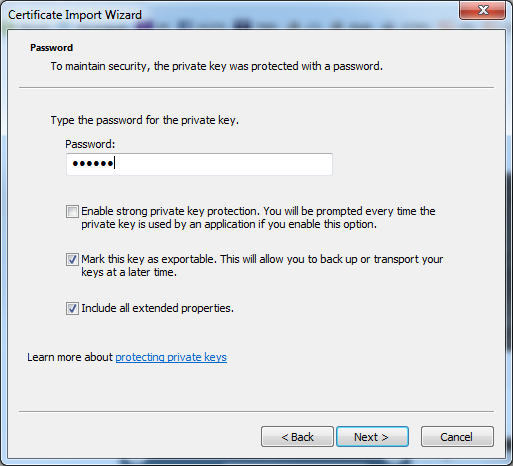 Certificate Import Wizard
Password
To maintain security, the private key was protected with a password.
Type the password for the private key.
Password:
••••••
Enable strong private key protection. You will be prompted every time the
private key is used by an application if you enable this option.
Mark this key as exportable. This will allow you to back up or transport your
keys at a later time.
Include all extended properties.
Learn more about protecting private keys
< Back
Next >
Cancel